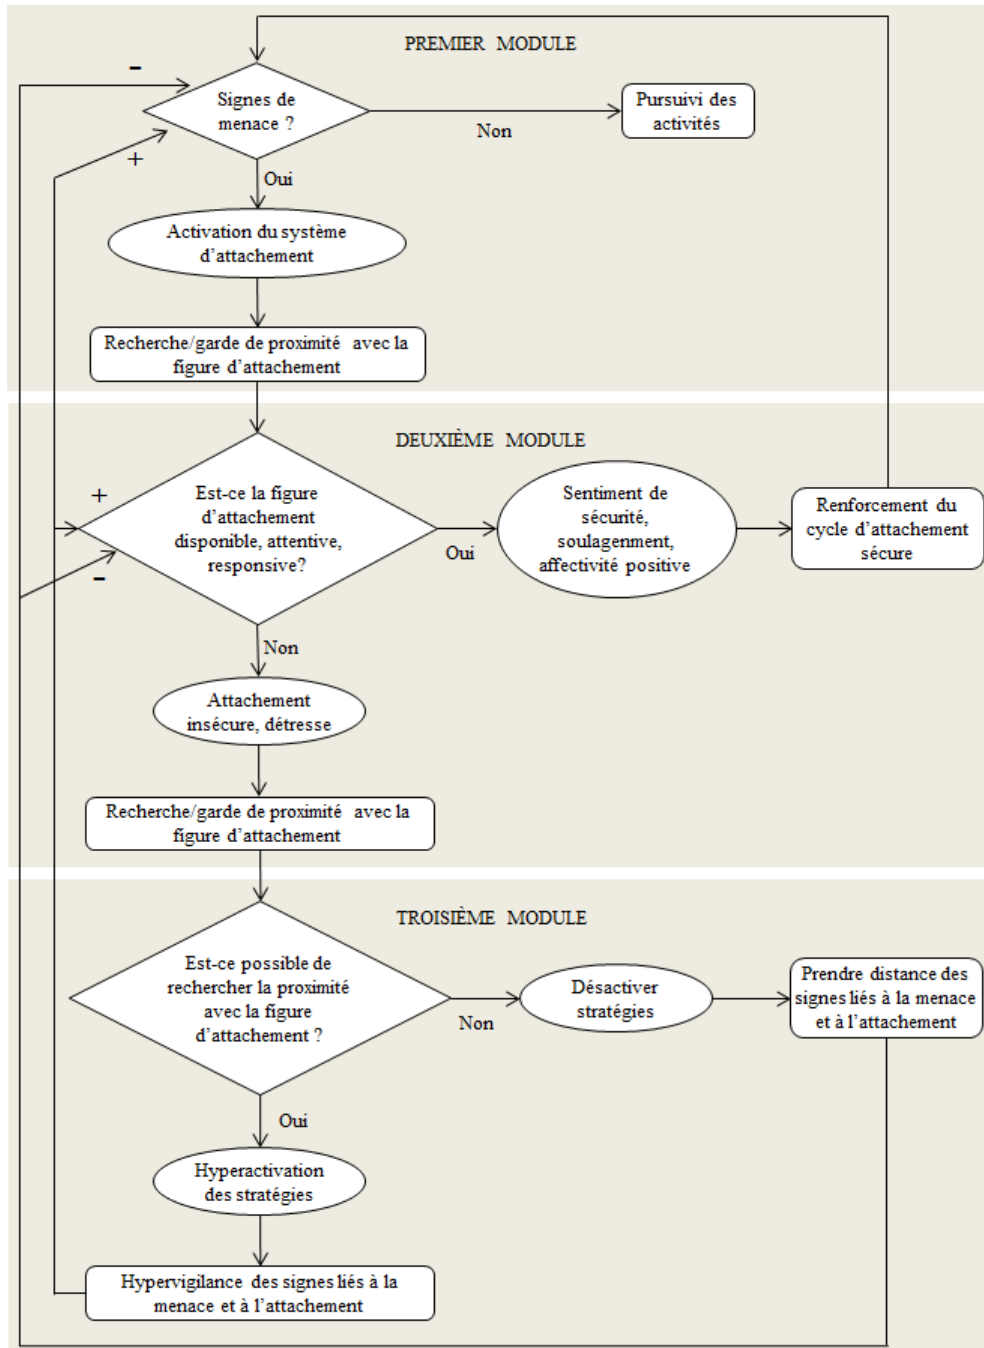 PREMIER MODULE
-
Signes de
menace ?
+
Non
Pursuivi des
activités
Oui
Activation du système
d'attachement
Recherche/garde de proximité avec la
figure d'attachement
DEUXIÈME MODULE
+
Est-ce la figure
d'attachement
disponible, attentive,
responsive?
-
Oui
Sentiment de
sécurité,
soulagenment,
affectivité positive
Renforcement du
cycle d'attachement
sécure
Non
Attachement
insécure, détresse
Recherche/garde de proximité avec la
figure d'attachement
TROISIÈME MODULE
Est-ce possible de
rechercher la proximité
avec la figure
d'attachement ?
Non
Désactiver
stratégies
Prendre distance des
signes liés à la menace
et à l'attachement
Oui
Hyperactivation
des stratégies
Hypervigilance des signes liés à la
menace et à l'attachement